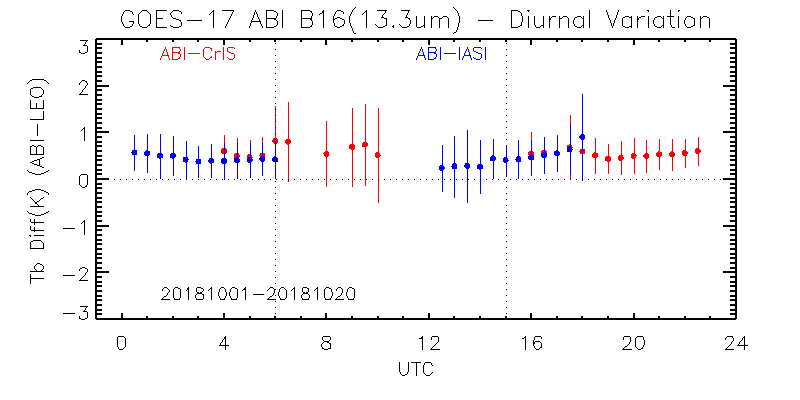 GOES-17 ABI B16(13.3um) - Diurnal Variation
ABI-CrIS
ABI-IASI
Tb Diff(K) (ABI-LEO)
3
2
1
0
-1
-2
-3
20181001-20181020
0 4 8 12 16 20 24
UTC